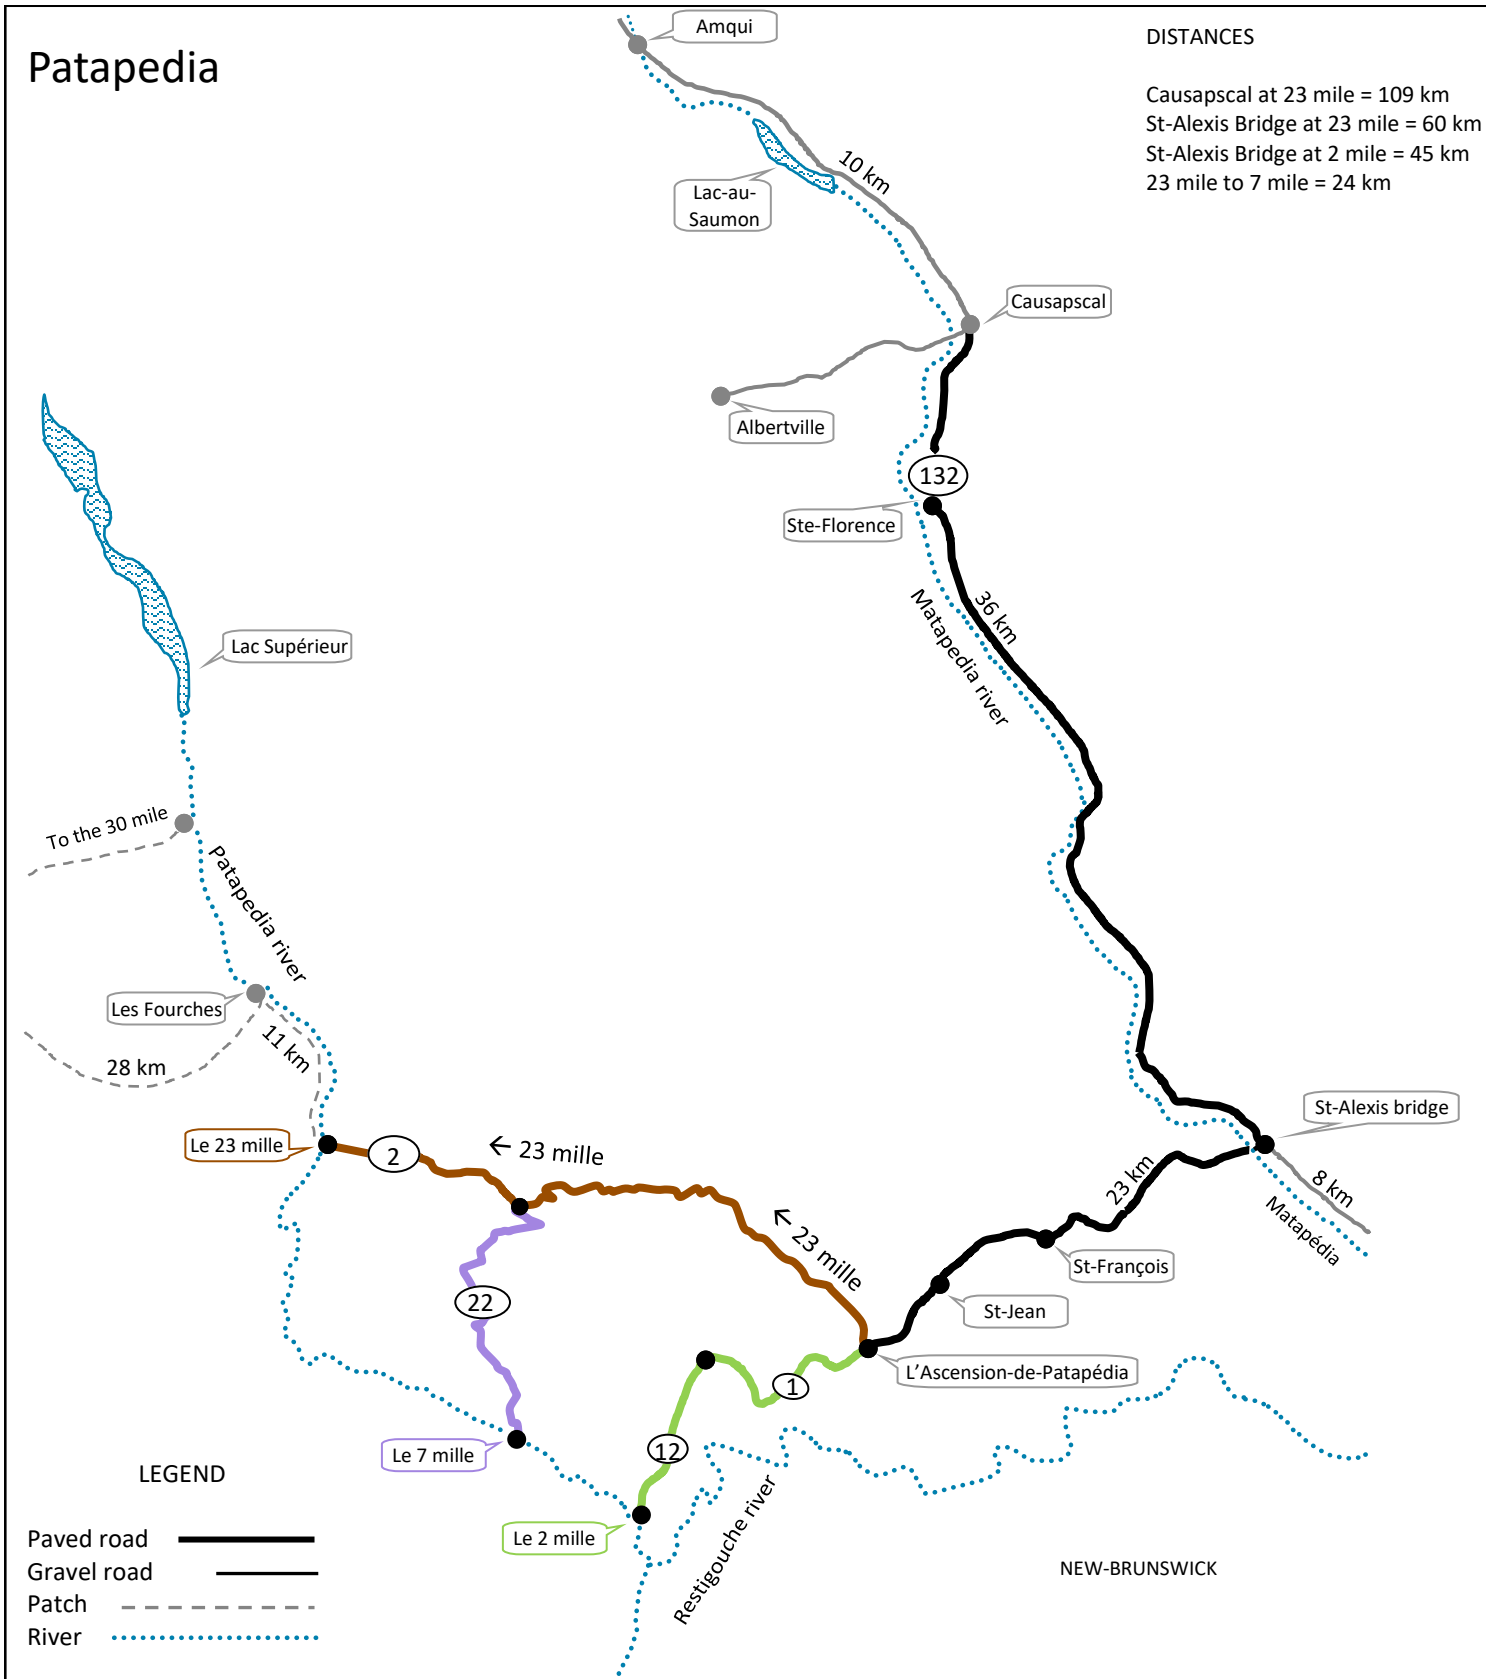 Patapedia
DISTANCES
Causapscal at 23 mile = 109 km
St-Alexis Bridge at 23 mile = 60 km
St-Alexis Bridge at 2 mile = 45 km
23 mile to 7 mile = 24 km
Amqui
10 km
Lac-au-
Saumon
Causapscal
Albertville
132
Ste-Florence
36 km
Matapedia river
Lac Supérieur
To the 30 mile
Patapedia river
Les Fourches
11 km
28 km
St-Alexis bridge
Le 23 mille
2
← 23 mille
23 km
8 km
Matapédia
← 23 mille
St-François
22
St-Jean
L'Ascension-de-Patapédia
1
12
Le 7 mille
Le 2 mille
Restigouche river
NEW-BRUNSWICK
LEGEND
Paved road
Gravel road
Patch
River